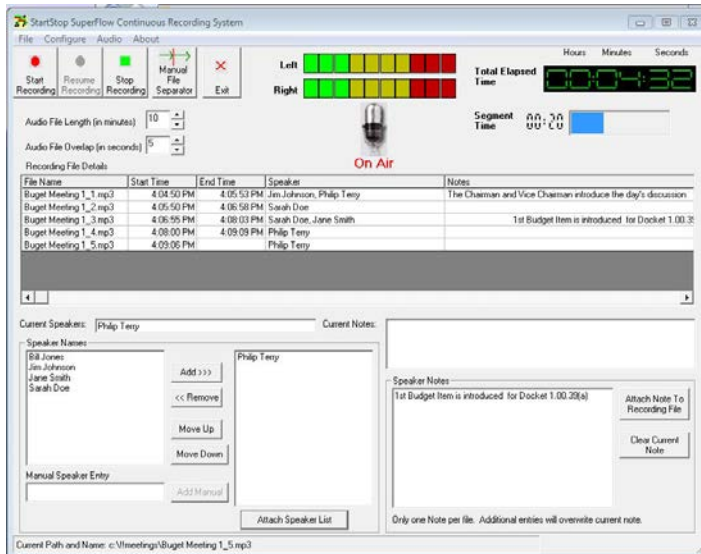 StartStop SuperFlow Continuous Recording System
File Configure Audio About
Start Recording
Resume Recording
Stop Recording
Manual File Separator
Exit
Left
Right
On Air
Hours Minutes Seconds
Total Elapsed Time 00:04:32
Segment Time 00:20
Audio File Length (in minutes) 10
Audio File Overlap (in seconds) 5
Recording File Details
File Name Start Time End Time Speaker Notes
Buget Meeting 1_1.mp3 4:04:50 PM 4:05:53 PM Jim Johnson, Philip Terry The Chairman and Vice Chairman introduce the day's discussion
Buget Meeting 1_2.mp3 4:05:50 PM 4:06:58 PM Sarah Doe
Buget Meeting 1_3.mp3 4:06:55 PM 4:08:03 PM Sarah Doe, Jane Smith 1st Budget Item is introduced for Docket 1.00.39
Buget Meeting 1_4.mp3 4:08:00 PM 4:09:09 PM Philip Terry
Buget Meeting 1_5.mp3 4:09:06 PM Philip Terry
Current Speakers: Philip Terry
Current Notes:
Speaker Names
Bill Jones
Jim Johnson
Jane Smith
Sarah Doe
Add >>>
<< Remove
Move Up
Move Down
Philip Terry
Manual Speaker Entry
Add Manual
Attach Speaker List
Speaker Notes
1st Budget Item is introduced for Docket 1.00.39(a)
Attach Note To Recording File
Clear Current Note
Only one Note per file. Additional entries will overwrite current note.
Current Path and Name: c:\!!meetings\Buget Meeting 1_5.mp3